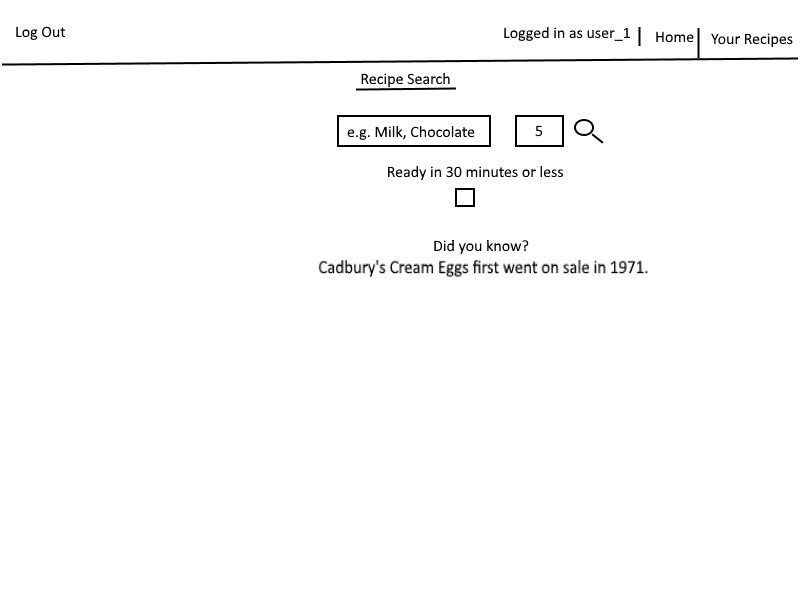 Log Out
Logged in as user_1
Home
Your Recipes
Recipe Search
e.g. Milk, Chocolate
5
Ready in 30 minutes or less
Did you know?
Cadbury's Cream Eggs first went on sale in 1971.